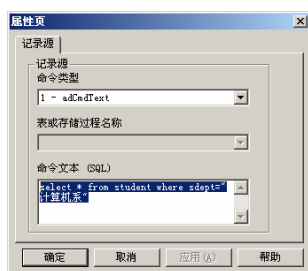 属性页
记录源
记录源
命令类型
1 - adCmdText
表或存储过程名称
命令文本 (SQL)
select * from student where sdept="
计算机系"
确定
取消
应用(A)
帮助